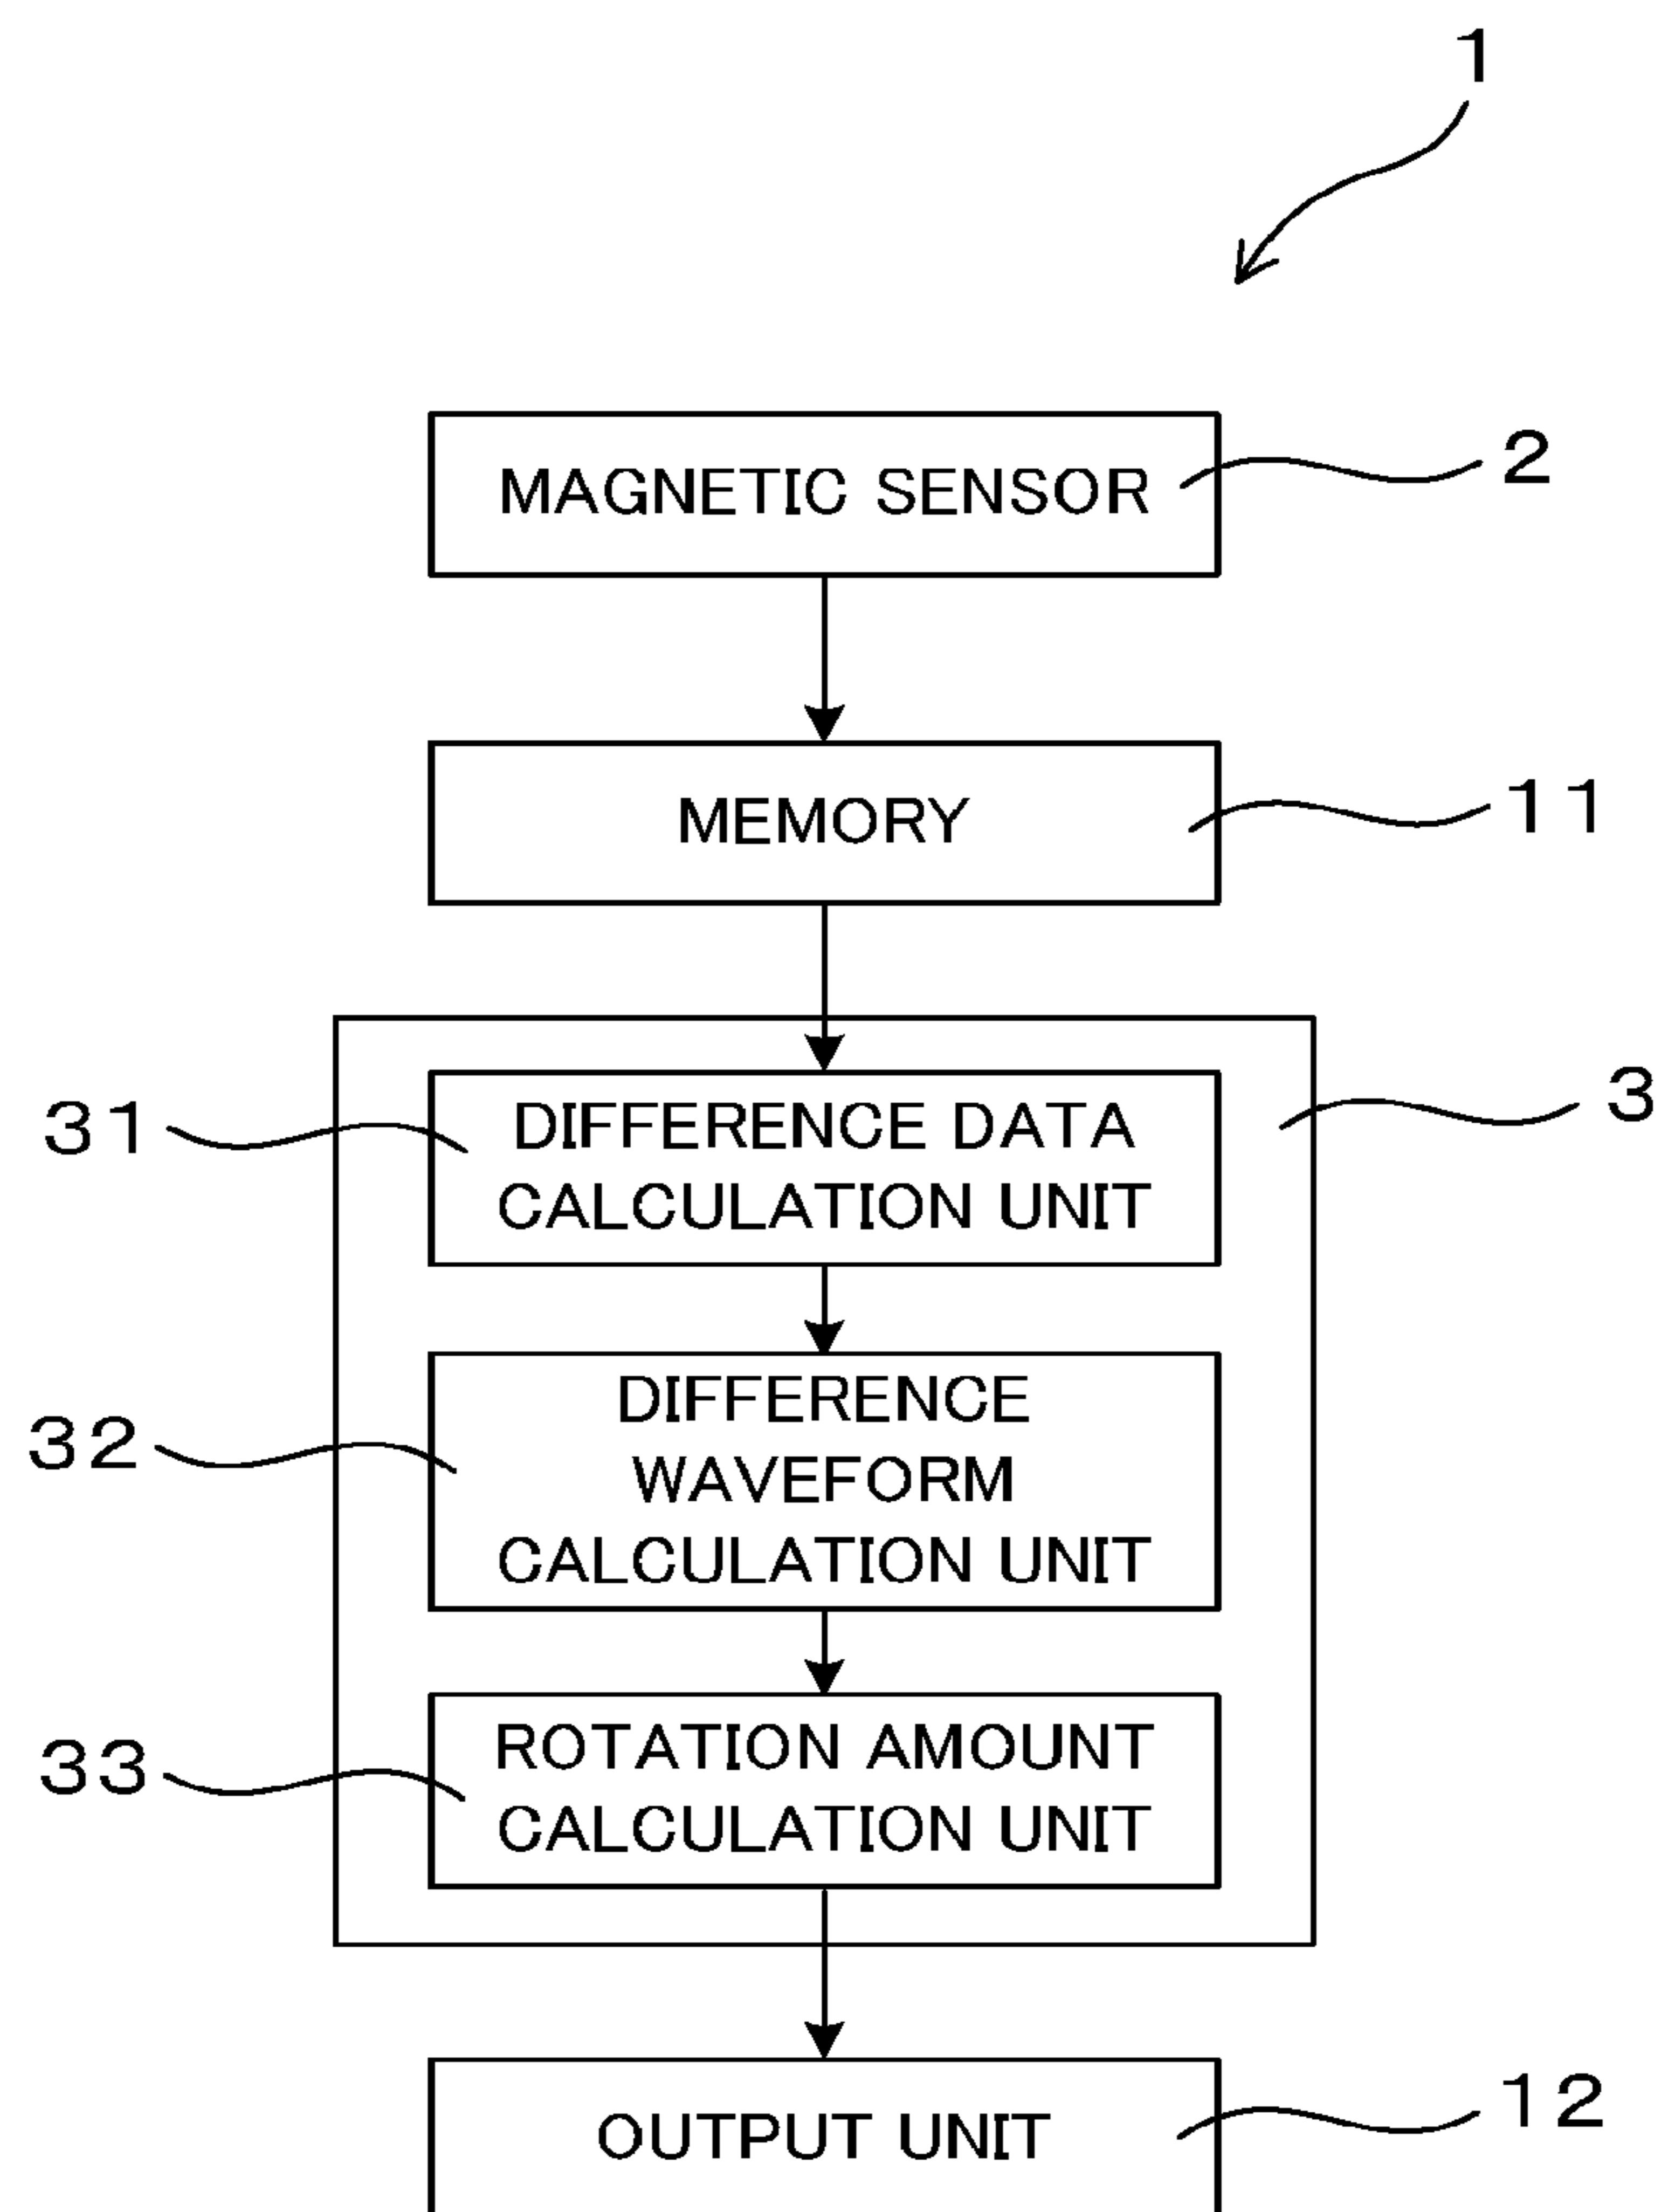 1
MAGNETIC SENSOR
2
MEMORY
11
3
31
DIFFERENCE DATA
CALCULATION UNIT
32
DIFFERENCE
WAVEFORM
CALCULATION UNIT
33
ROTATION AMOUNT
CALCULATION UNIT
OUTPUT UNIT
12